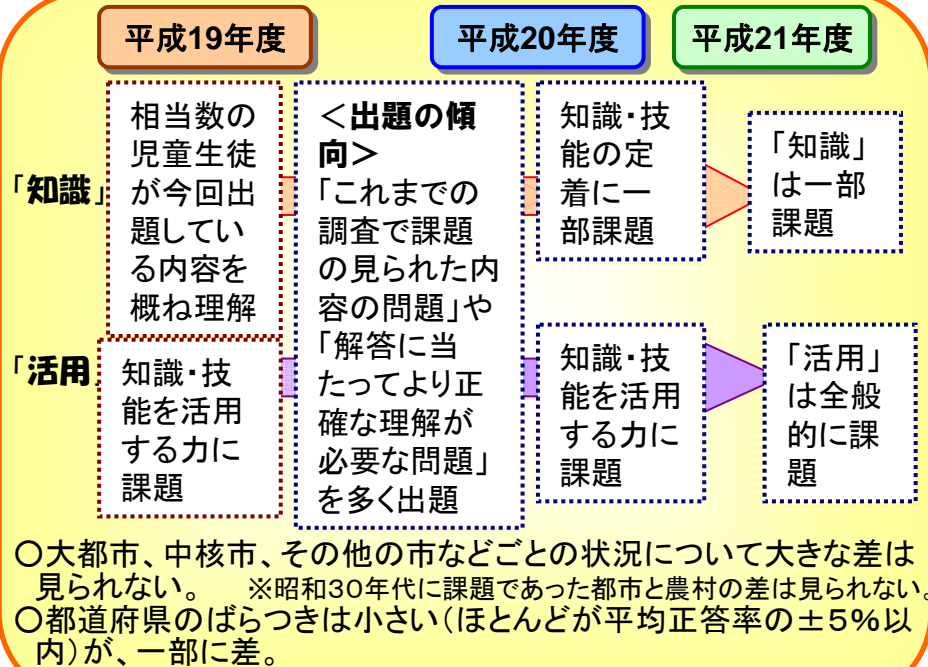 平成19年度
平成20年度
平成21年度
「知識」
相当数の
児童生徒
が今回出
題してい
る内容を
概ね理解
＜出題の傾
向＞
「これまでの
調査で課題
の見られた内
容の問題」や
「解答に当
たってより正
確な理解が
必要な問題」
を多く出題
知識・技
能の定
着に一
部課題
「知識」
は一部
課題
「活用」
知識・技
能を活用
する力に
課題
知識・技
能を活用
する力に
課題
「活用」
は全般
的に課
題
○大都市、中核市、その他の市などごとの状況について大きな差は
見られない。　※昭和30年代に課題であった都市と農村の差は見られない。
○都道府県のばらつきは小さい（ほとんどが平均正答率の±5％以
内）が、一部に差。